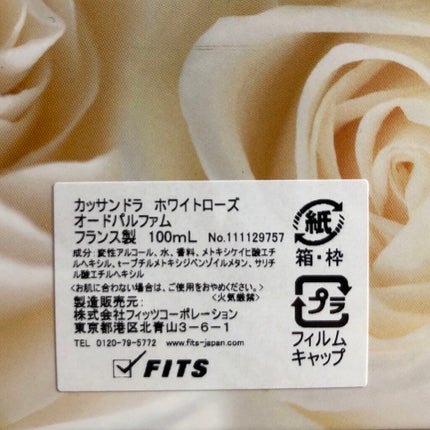 カッサンドラ ホワイトローズ
オードパルファム
フランス製 100mL No.111129757
成分:変性アルコール、水、香料、メトキシケイヒ酸エチ
ルヘキシル、t-ブチルメトキシジベンゾイルメタン、サリチ
ル酸エチルヘキシル
<お肌に合わない場合は、ご使用をおやめください。>
製造販売元: <火気厳禁>
株式会社フィッツコーポレーション
東京都港区北青山3-6-1
TEL 0120-79-5772 www.fits-japan.com
FITS
紙
箱・枠
プラ
フィルム
キャップ